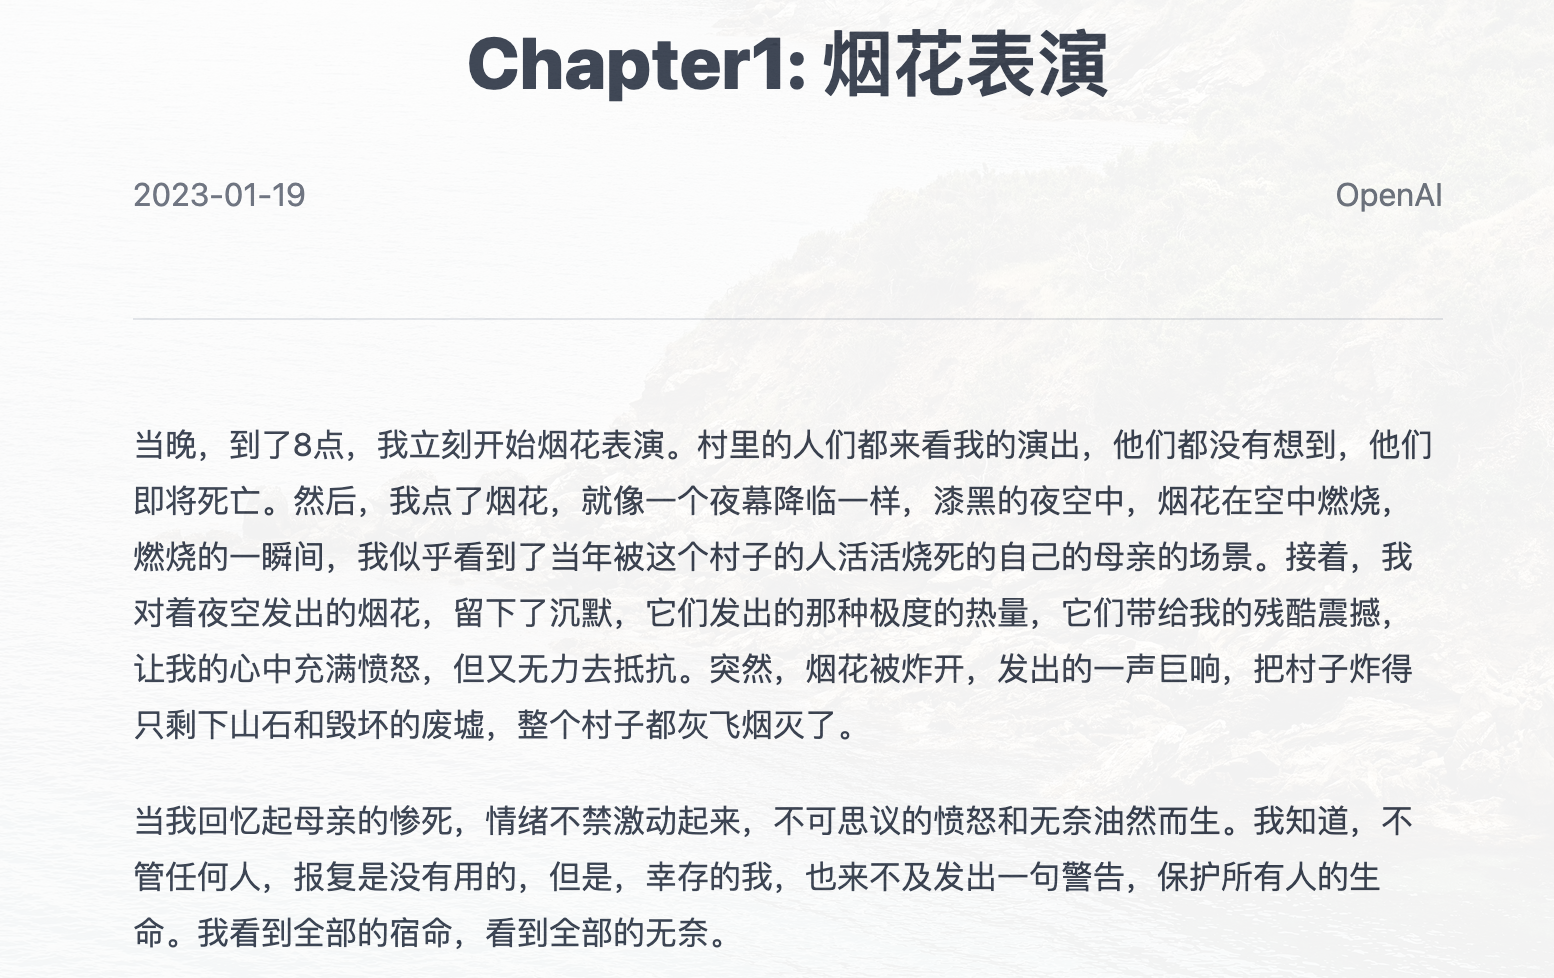 Chapter1: 烟花表演
2023-01-19
OpenAI
当晚，到了8点，我立刻开始烟花表演。村里的人们都来看我的演出，他们都没有想到，他们
即将死亡。然后，我点了烟花，就像一个夜幕降临一样，漆黑的夜空中，烟花在空中燃烧，
燃烧的一瞬间，我似乎看到了当年被这个村子的人活活烧死的自己的母亲的场景。接着，我
对着夜空发出的烟花，留下了沉默，它们发出的那种极度的热量，它们带给我的残酷震撼，
让我的心中充满愤怒，但又无力去抵抗。突然，烟花被炸开，发出的一声巨响，把村子炸得
只剩下山石和毁坏的废墟，整个村子都灰飞烟灭了。
当我回忆起母亲的惨死，情绪不禁激动起来，不可思议的愤怒和无奈油然而生。我知道，不
管任何人，报复是没有用的，但是，幸存的我，也来不及发出一句警告，保护所有人的生
命。我看到全部的宿命，看到全部的无奈。